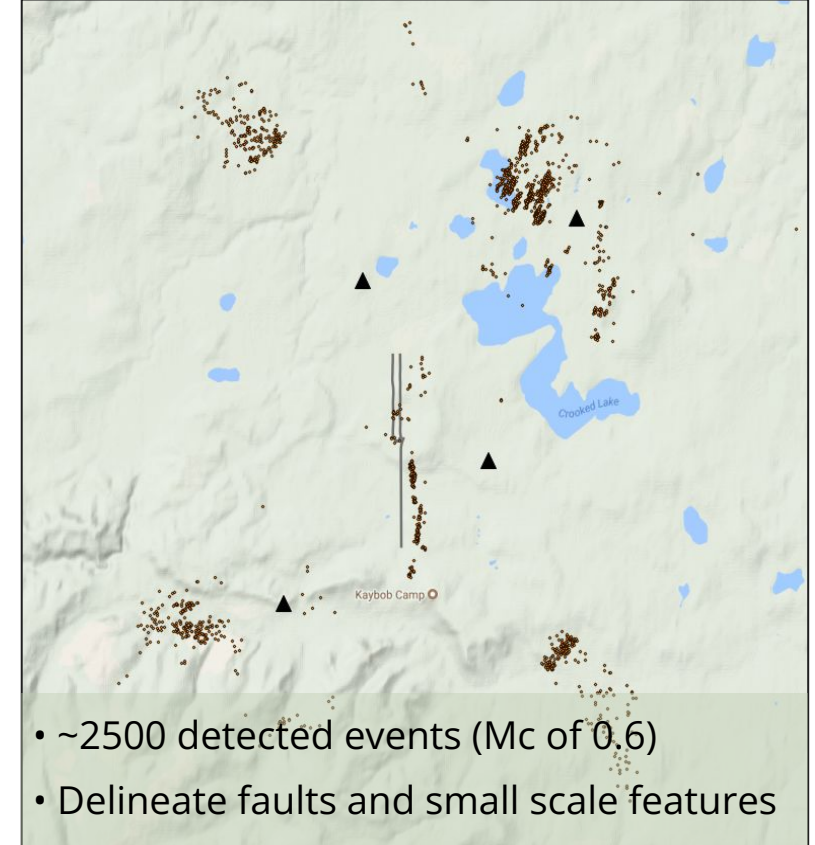 Crooked Lake
Kaybob Camp
• ~2500 detected events (Mc of 0.6)
• Delineate faults and small scale features